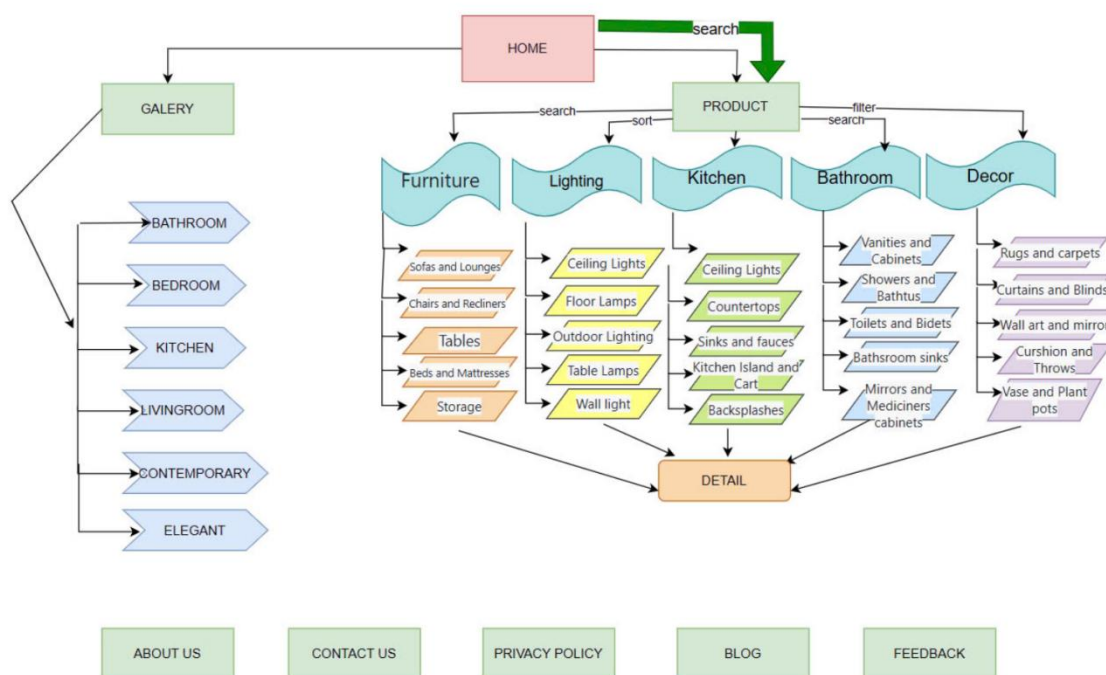 HOME
search
GALERY
PRODUCT
search
sort
search
filter
Furniture
Lighting
Kitchen
Bathroom
Decor
BATHROOM
BEDROOM
KITCHEN
LIVINGROOM
CONTEMPORARY
ELEGANT
Sofas and Lounges
Chairs and Recliners
Tables
Beds and Mattresses
Storage
Ceiling Lights
Floor Lamps
Outdoor Lighting
Table Lamps
Wall light
Ceiling Lights
Countertops
Sinks and fauces
Kitchen Island and
Cart
Backsplashes
Vanities and
Cabinets
Showers and
Bathtus
Toilets and Bidets
Bathsroom sinks
Mirrors and
Mediciners
cabinets
Rugs and carpets
Curtains and Blinds
Wall art and mirror
Curshion and
Throws
Vase and Plant
pots
DETAIL
ABOUT US
CONTACT US
PRIVACY POLICY
BLOG
FEEDBACK